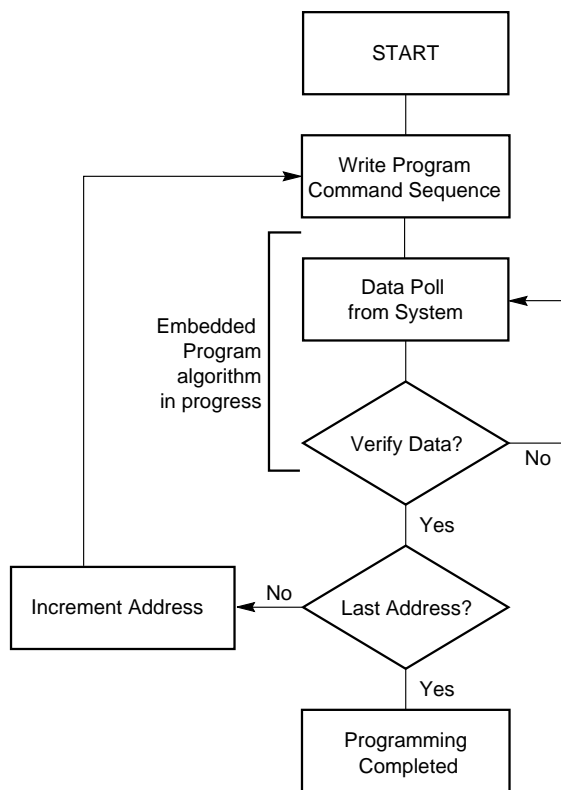 START
Write Program
Command Sequence
Data Poll
from System
Embedded
Program
algorithm
in progress
Verify Data?
No
Yes
No
Increment Address
Last Address?
Yes
Programming
Completed